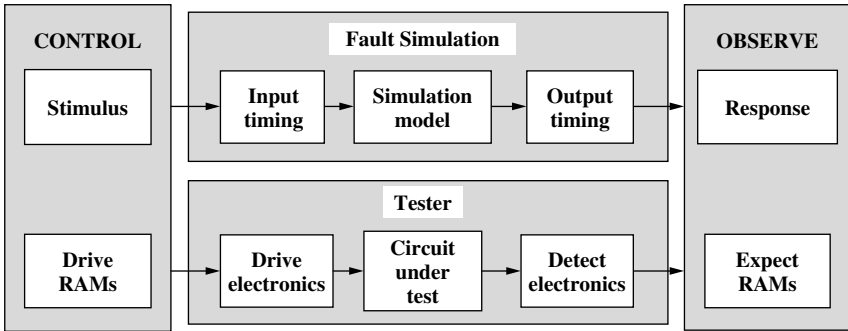 CONTROL
Fault Simulation
OBSERVE
Stimulus
Input
timing
Simulation
model
Output
timing
Response
Tester
Drive
RAMs
Drive
electronics
Circuit
under
test
Detect
electronics
Expect
RAMs